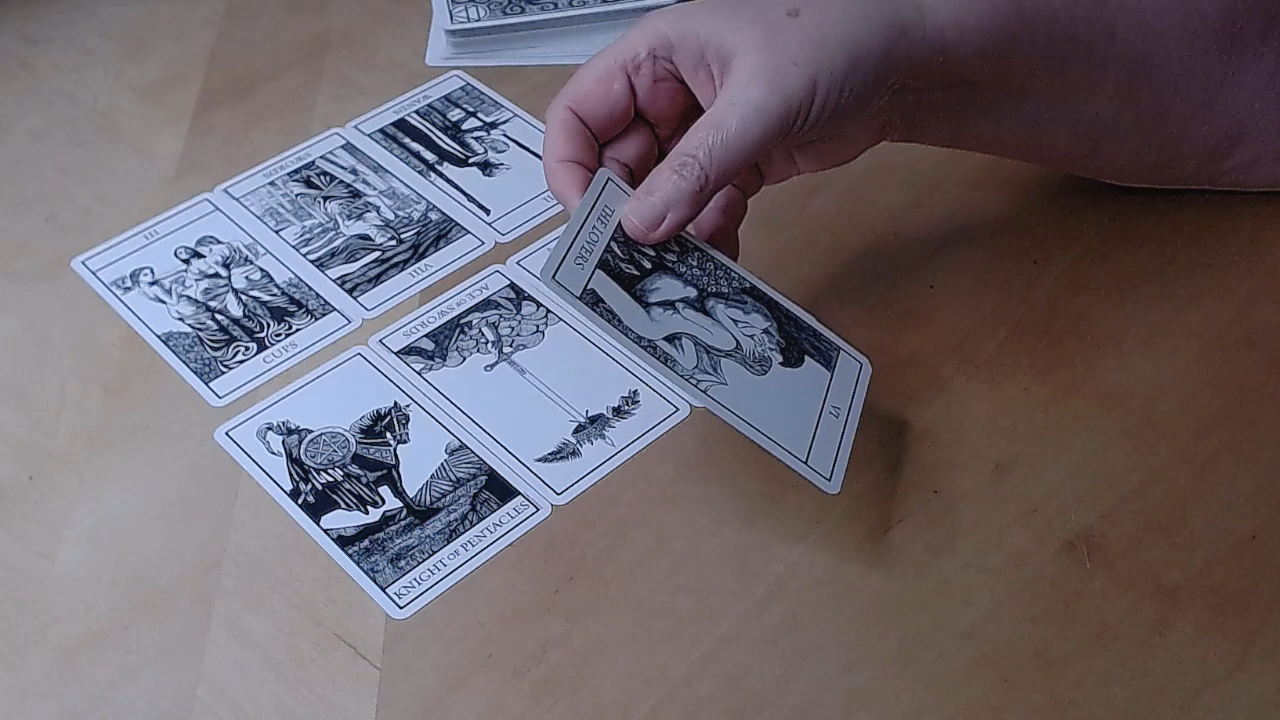 WANDS
SWORDS
VIII
III
CUPS
THE LOVERS
VI
ACE OF SWORDS
KNIGHT OF PENTACLES